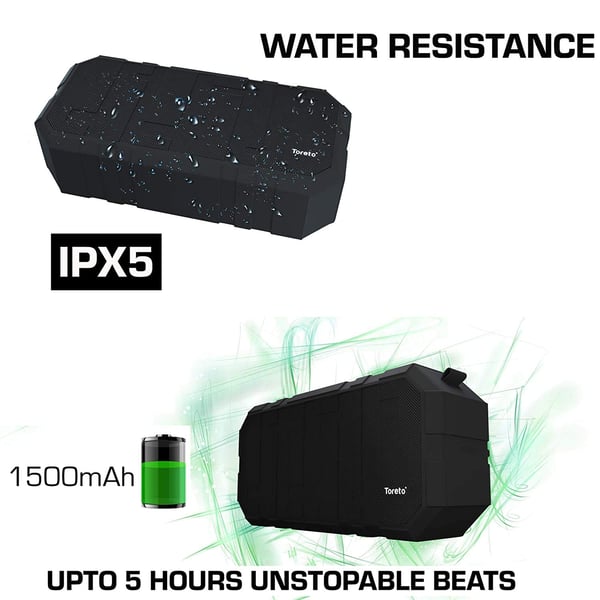 WATER RESISTANCE
Toreto
IPX5
1500mAh
Toreto
UPTO 5 HOURS UNSTOPABLE BEATS